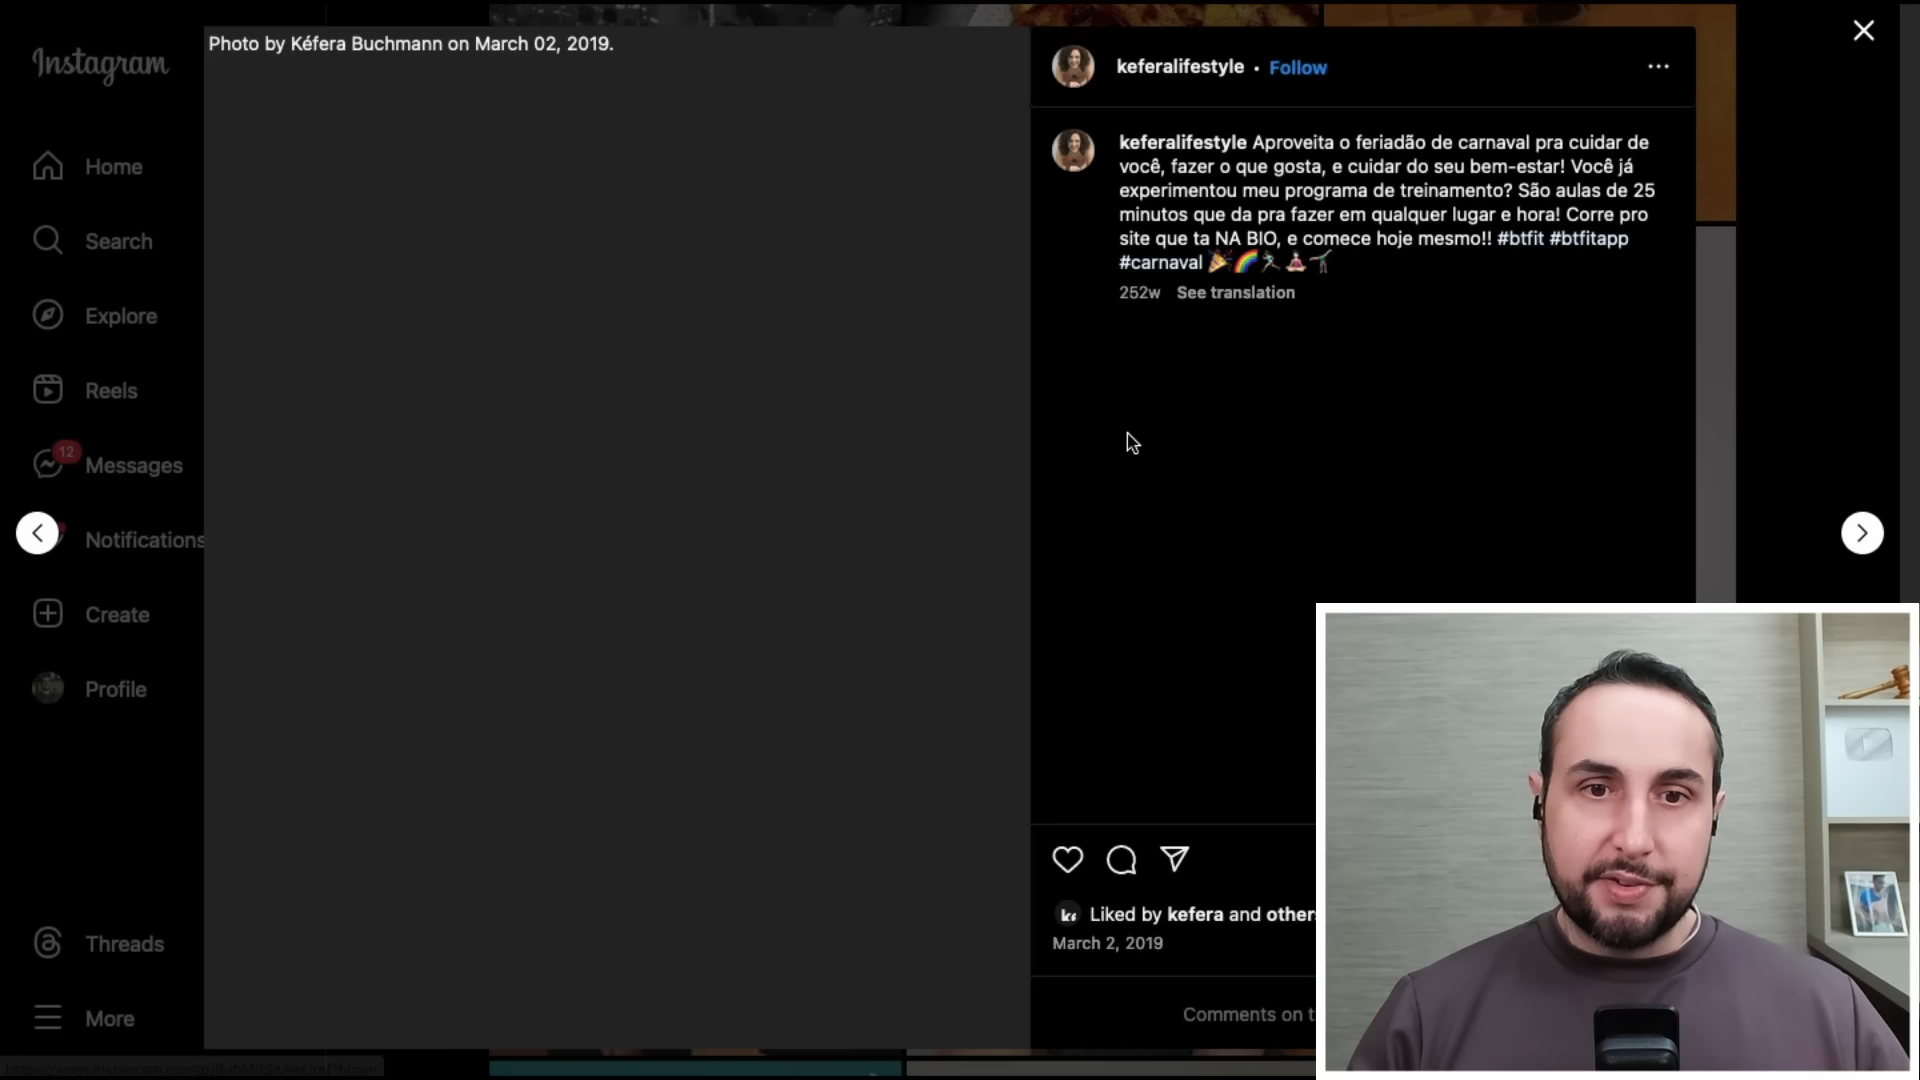 Instagram
Home
Search
Explore
Reels
12
Messages
Notifications
Create
Profile
Threads
More
Photo by Kéfera Buchmann on March 02, 2019.
keferalifestyle • Follow
keferalifestyle Aproveita o feriadão de carnaval pra cuidar de
você, fazer o que gosta, e cuidar do seu bem-estar! Você já
experimentou meu programa de treinamento? São aulas de 25
minutos que da pra fazer em qualquer lugar e hora! Corre pro
site que ta NA BIO, e comece hoje mesmo!! #btfit #btfitapp
#carnaval 🎉🌈🏃🧘🤸
252w See translation
Liked by kefera and other
March 2, 2019
Comments on t